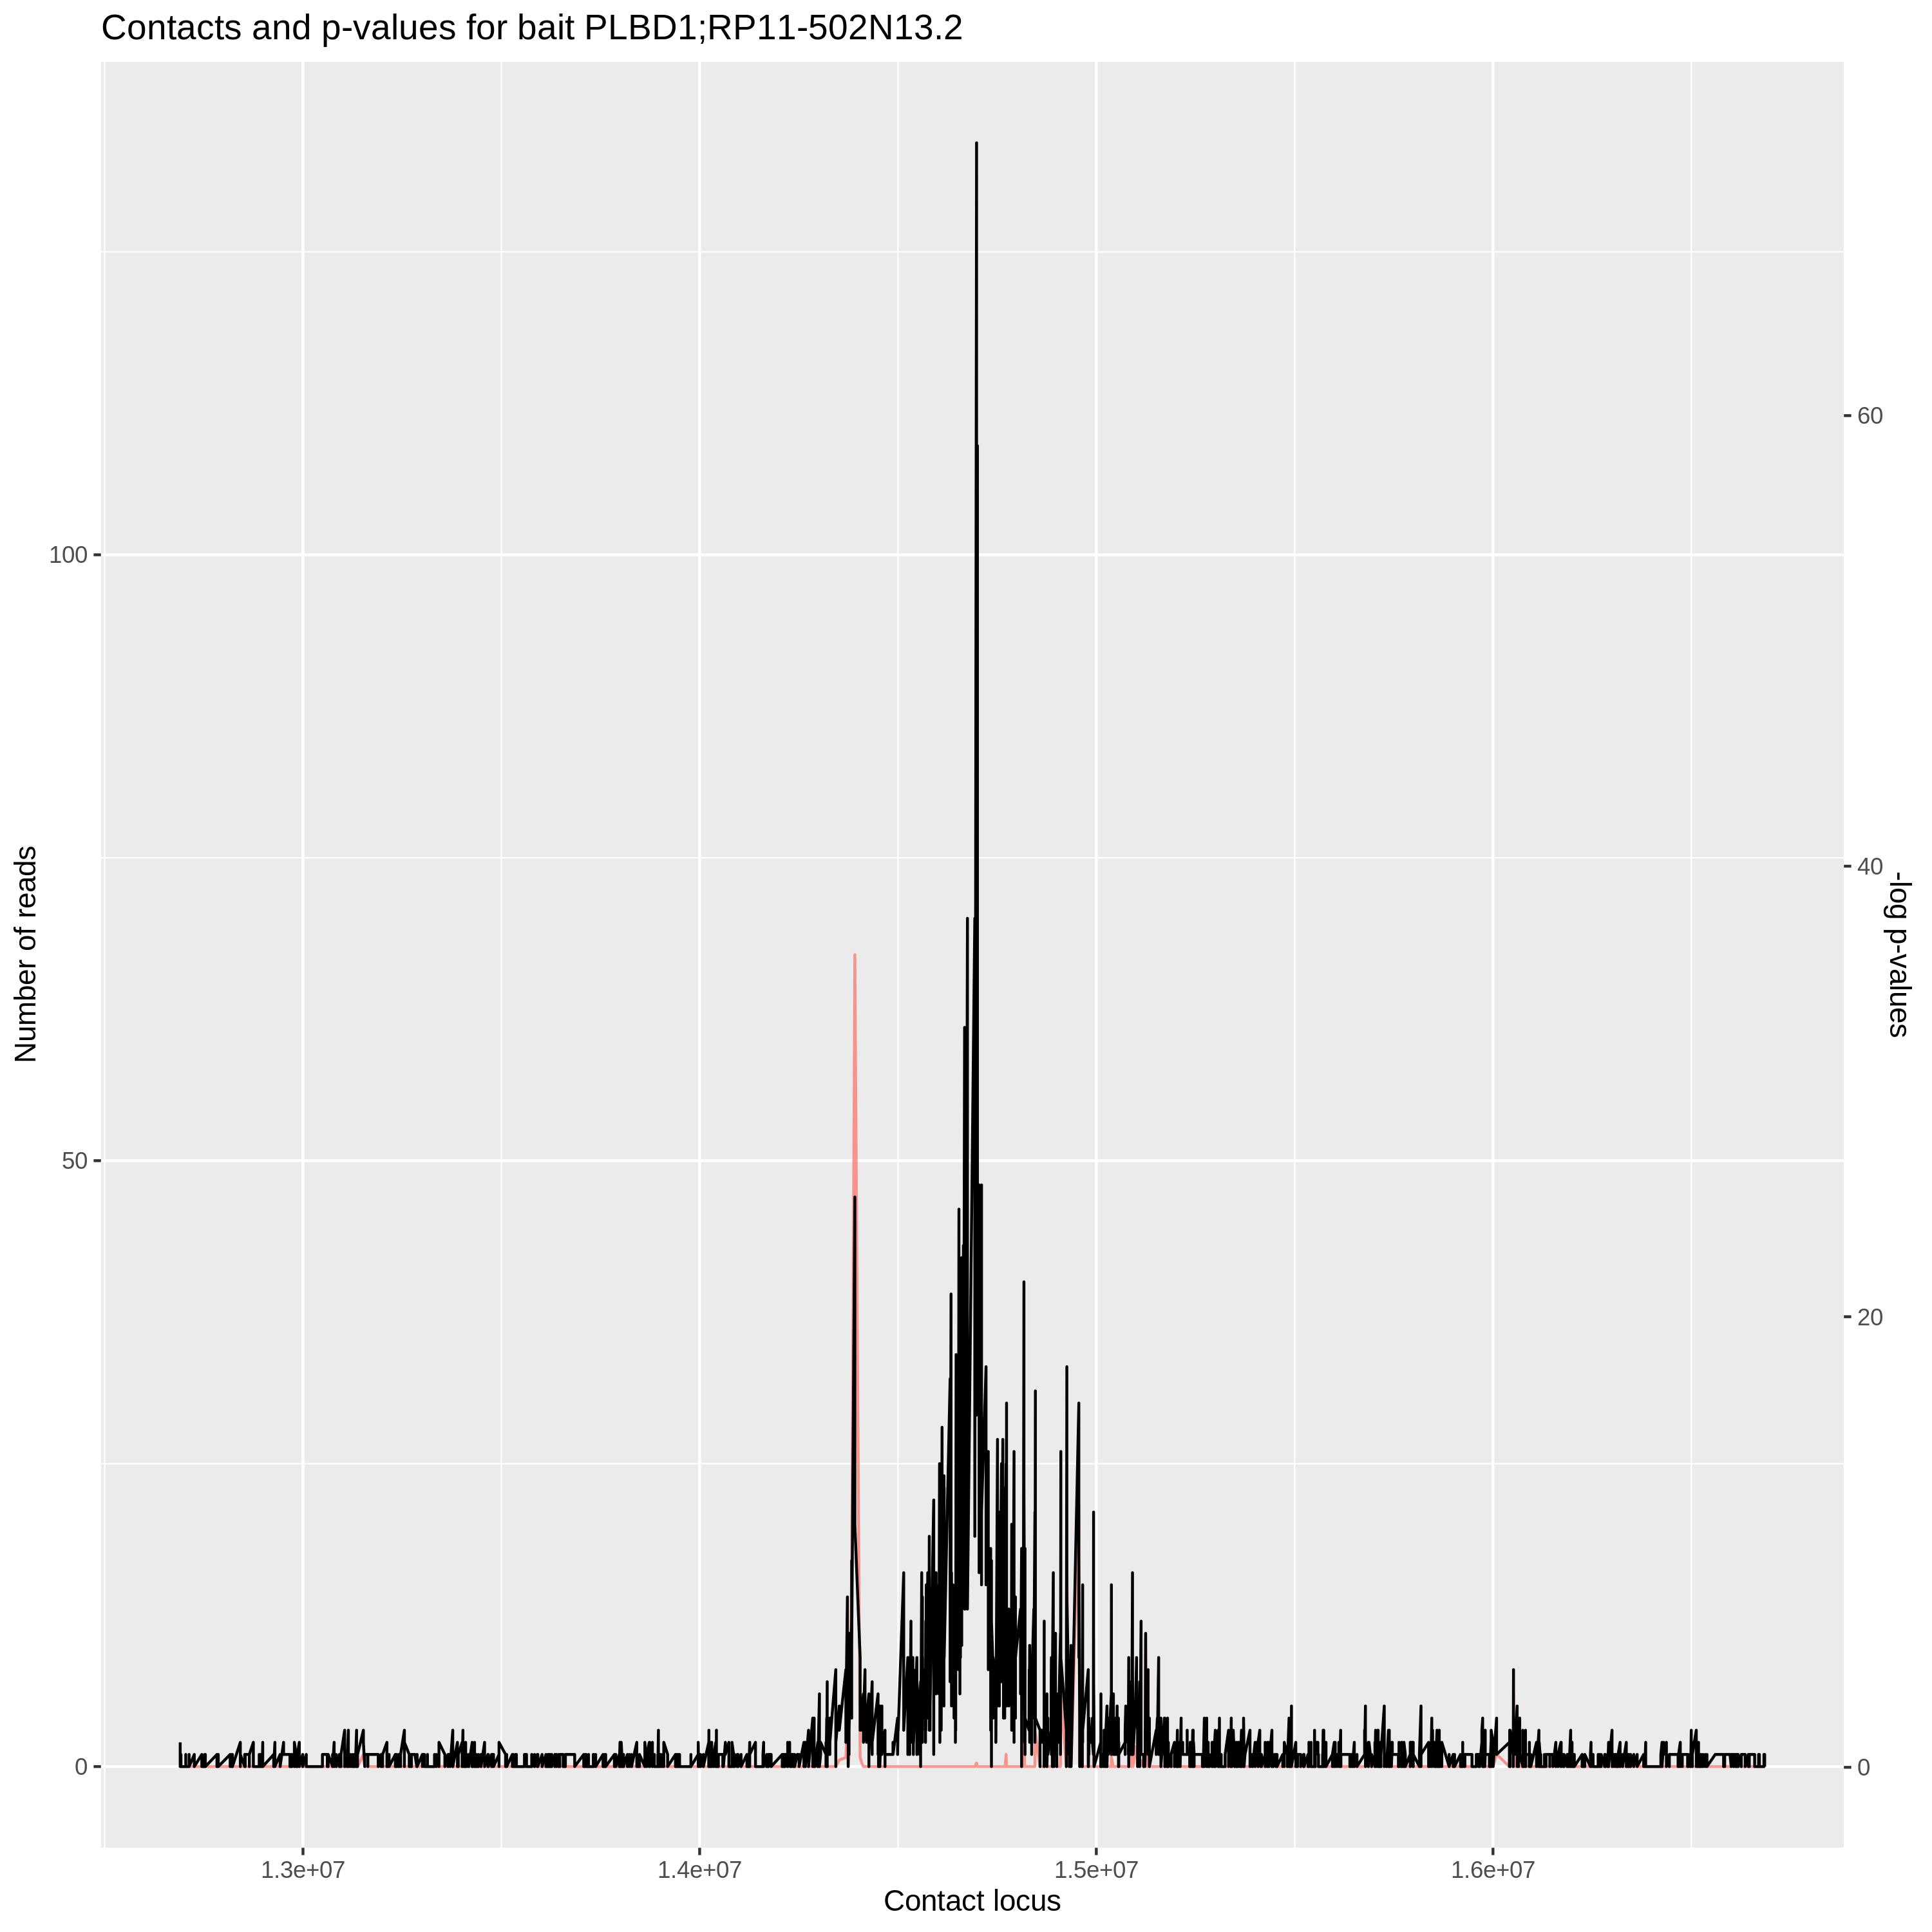 Contacts and p-values for bait PLBD1;RP11-502N13.2
Number of reads
100
50
0
60
40
20
0
-log p-values
1.3e+07
1.4e+07
1.5e+07
1.6e+07
Contact locus